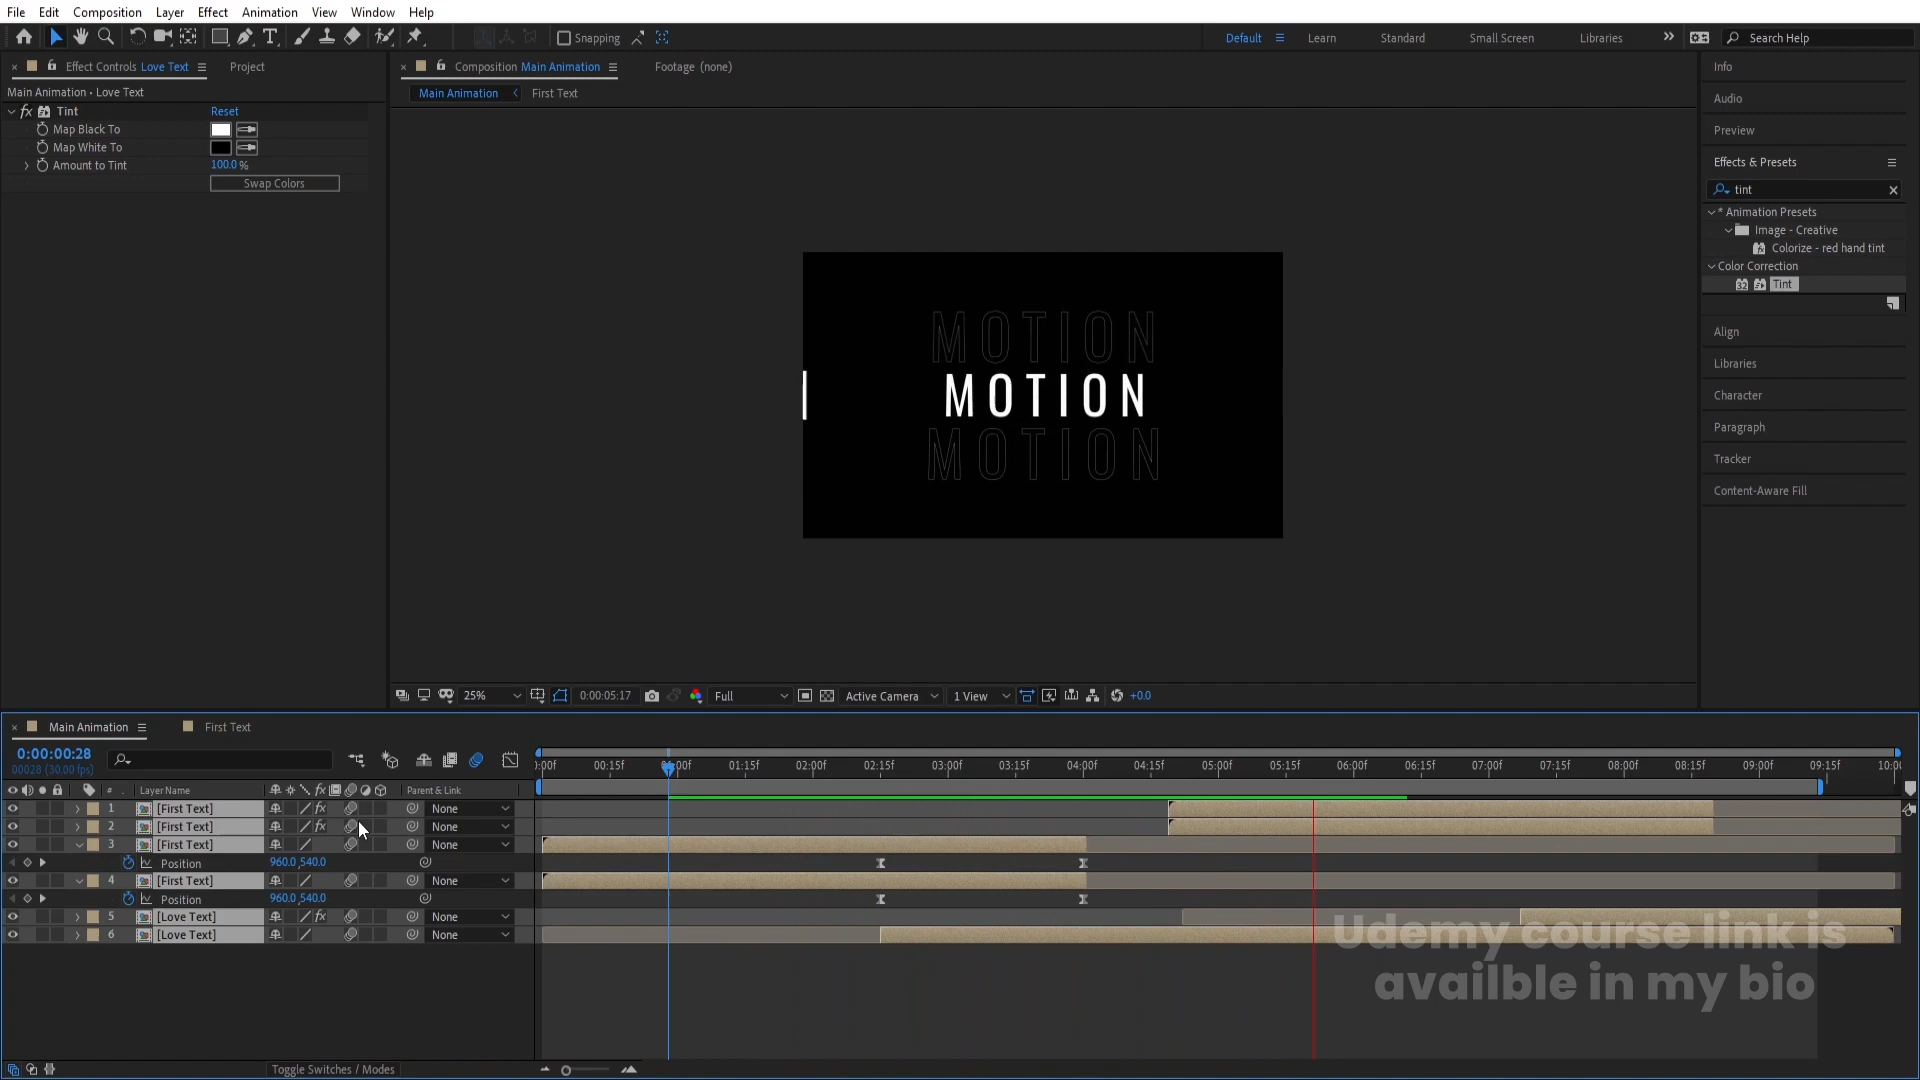 File Edit Composition Layer Effect Animation View Window Help
Snapping Default Learn Standard Small Screen Libraries Search Help
Effect Controls Love Text Project
Composition Main Animation Footage (none)
Main Animation • Love Text
Main Animation First Text
fx Tint Reset
Map Black To
Map White To
Amount to Tint 100.0 %
Swap Colors
Info
Audio
Preview
Effects & Presets
tint
* Animation Presets
Image - Creative
Colorize - red hand tint
Color Correction
32 Tint
Align
Libraries
Character
Paragraph
Tracker
Content-Aware Fill
MOTION
MOTION
MOTION
25% 0:00:05:17 Full Active Camera 1 View +0.0
Main Animation First Text
0:00:00:28
00028 (30.00 fps)
:00f 00:15f 01:00f 01:15f 02:00f 02:15f 03:00f 03:15f 04:00f 04:15f 05:00f 05:15f 06:00f 06:15f 07:00f 07:15f 08:00f 08:15f 09:00f 09:15f 10:00
# Layer Name fx Parent & Link
1 [First Text] fx None
2 [First Text] fx None
3 [First Text] None
Position 960.0,540.0
4 [First Text] None
Position 960.0,540.0
5 [Love Text] fx None
6 [Love Text] None
Udemy course link is
availble in my bio
Toggle Switches / Modes